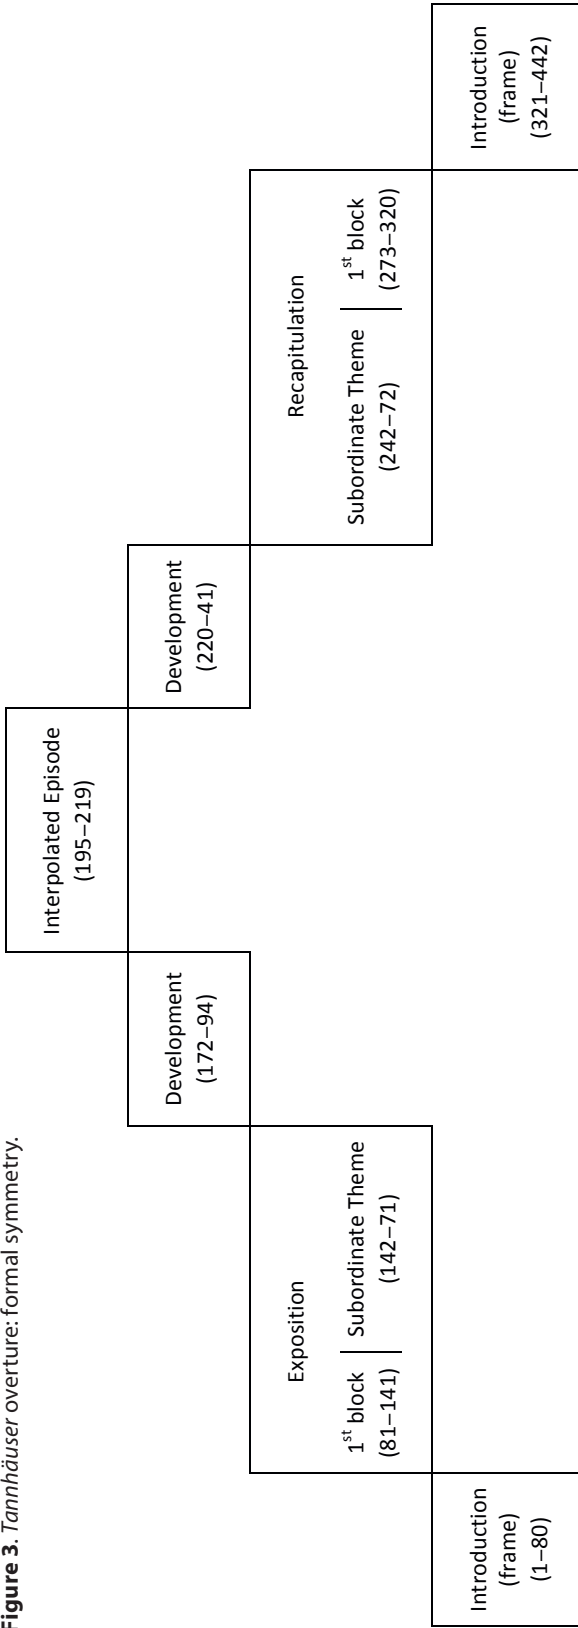 Figure 3. Tannhäuser overture: formal symmetry.
Introduction
(frame)
(1–80)
Exposition
1st block
(81–141)
Subordinate Theme
(142–71)
Development
(172–94)
Interpolated Episode
(195–219)
Development
(220–41)
Recapitulation
Subordinate Theme
(242–72)
1st block
(273–320)
Introduction
(frame)
(321–442)